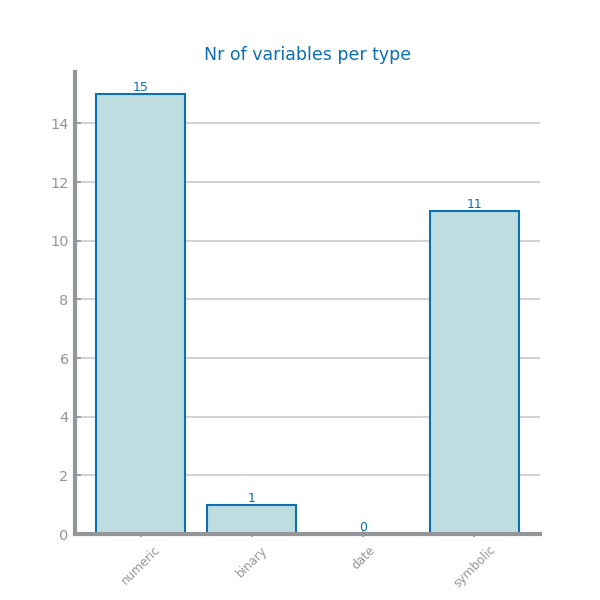 Nr of variables per type
15
14
12
11
10
8
6
4
2
1
0
0
numeric
binary
date
symbolic